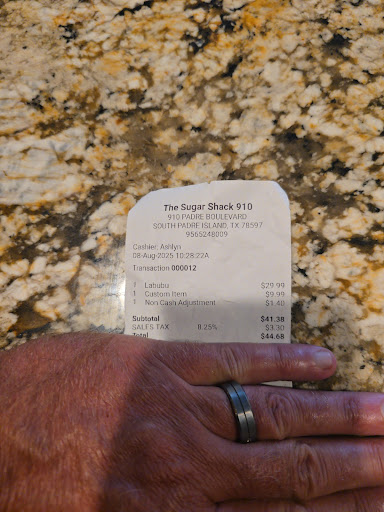 The Sugar Shack 910
910 PADRE BOULEVARD
SOUTH PADRE ISLAND, TX 78597
9565248009
Cashier: Ashlyn
08-Aug-2025 10:28:22A
Transaction 000012
1 Labubu $29.99
1 Custom Item $9.99
1 Non Cash Adjustment $1.40
Subtotal $41.38
SALES TAX 8.25% $3.30
Total $44.68